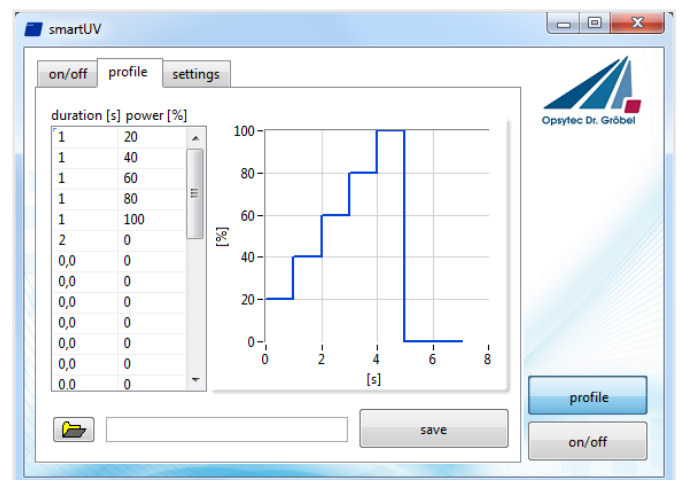 smartUV
on/off profile settings
Opsytec Dr. Gröbel
duration [s] power [%]
1 20
1 40
1 60
1 80
1 100
2 0
0,0 0
0,0 0
0,0 0
0,0 0
0,0 0
0,0 0
0,0 0
100
80
60
40
20
0
[%]
0 2 4 6 8
[s]
profile
save
on/off